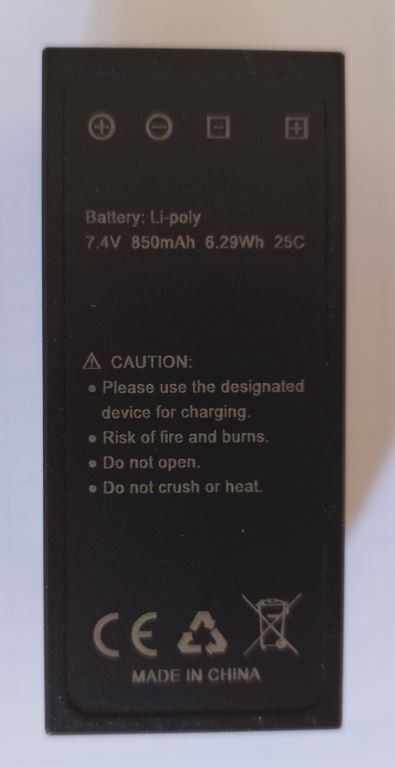 Battery: Li-poly
7.4V 850mAh 6.29Wh 25C
⚠ CAUTION:
• Please use the designated
device for charging.
• Risk of fire and burns.
• Do not open.
• Do not crush or heat.
CE
MADE IN CHINA